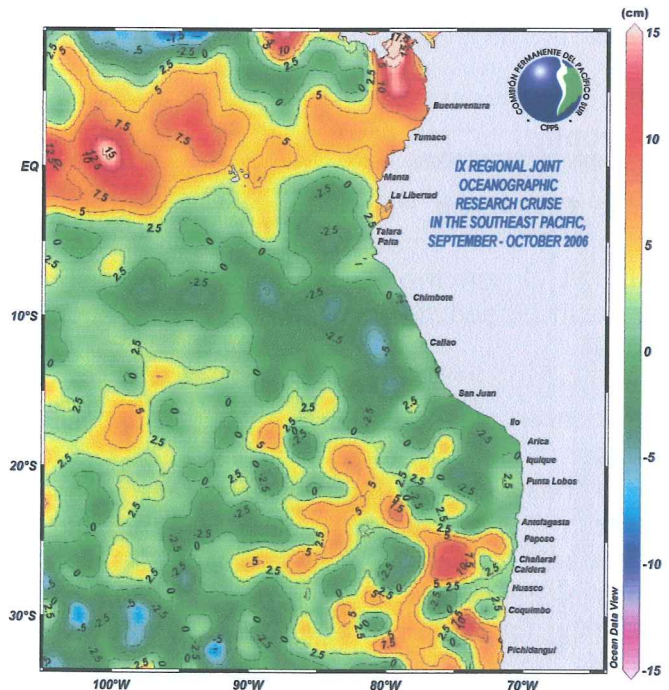 (cm)
15
10
5
0
-5
-10
-15
COMISIÓN PERMANENTE DEL PACÍFICO SUR
· CPPS ·
IX REGIONAL JOINT
OCEANOGRAPHIC
RESEARCH CRUISE
IN THE SOUTHEAST PACIFIC,
SEPTEMBER - OCTOBER 2006
Buenaventura
Tumaco
Manta
La Libertad
Talara
Paita
Chimbote
Callao
San Juan
Ilo
Arica
Iquique
Punta Lobos
Antofagasta
Paposo
Chañaral
Caldera
Huasco
Coquimbo
Pichidangui
EQ
10°S
20°S
30°S
100°W
90°W
80°W
70°W
Ocean Data View